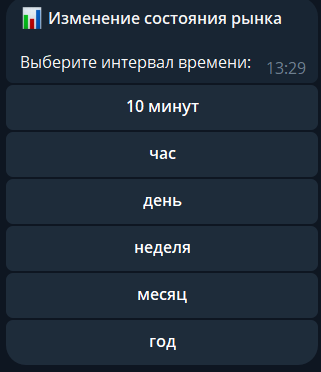 📊 Изменение состояния рынка
Выберите интервал времени:
13:29
10 минут
час
день
неделя
месяц
год